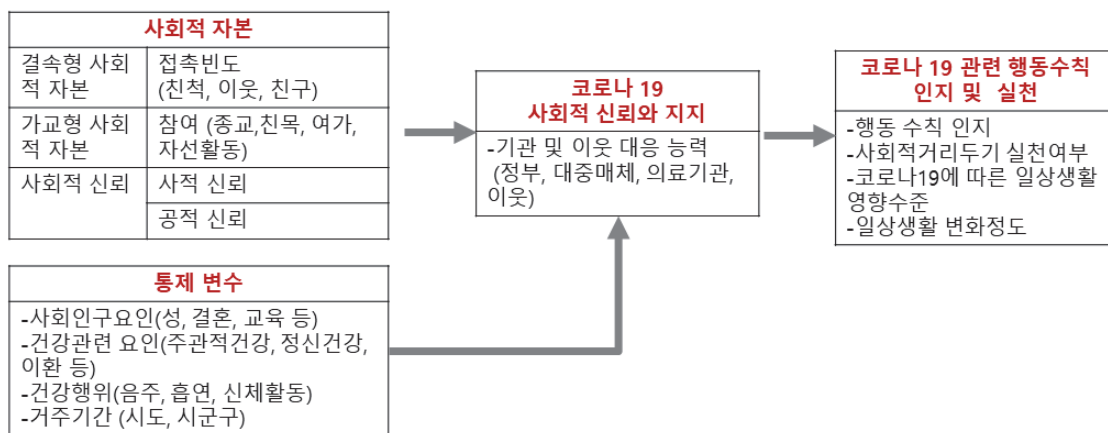 사회적 자본
결속형 사회
적 자본
접촉빈도
(친척, 이웃, 친구)
가교형 사회
적 자본
참여 (종교,친목, 여가,
자선활동)
사회적 신뢰
사적 신뢰
공적 신뢰
통제 변수
-사회인구요인(성, 결혼, 교육 등)
-건강관련 요인(주관적건강, 정신건강,
이환 등)
-건강행위(음주, 흡연, 신체활동)
-거주기간 (시도, 시군구)
코로나 19
사회적 신뢰와 지지
-기관 및 이웃 대응 능력
(정부, 대중매체, 의료기관,
이웃)
코로나 19 관련 행동수칙
인지 및 실천
-행동 수칙 인지
-사회적거리두기 실천여부
-코로나19에 따른 일상생활
영향수준
-일상생활 변화정도